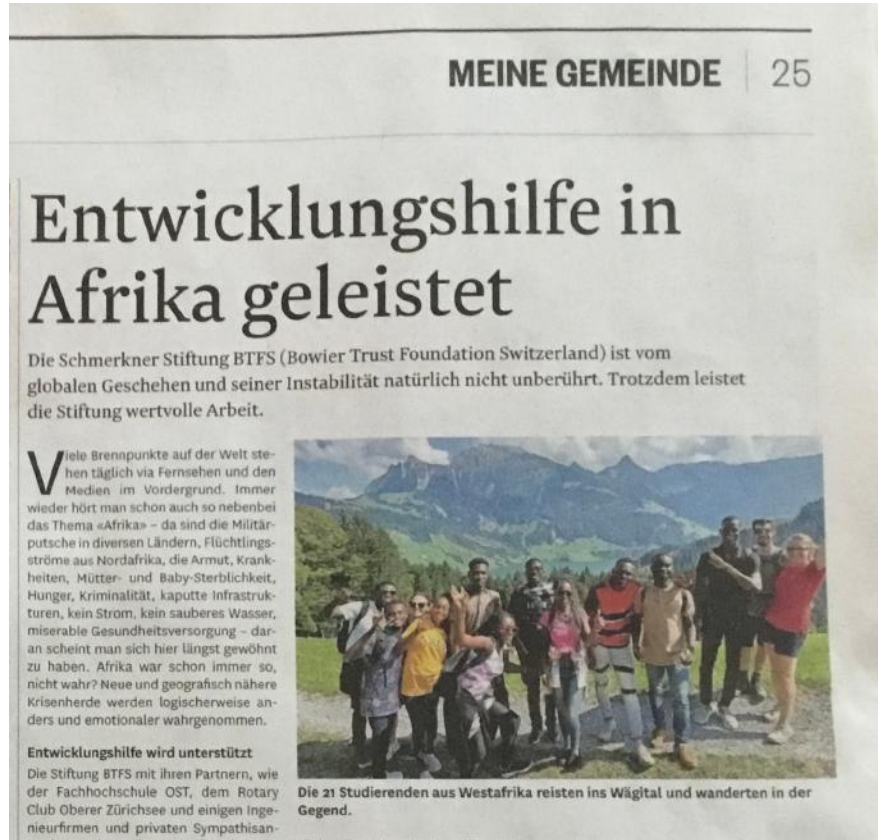 MEINE GEMEINDE | 25
Entwicklungshilfe in
Afrika geleistet
Die Schmerkner Stiftung BTFS (Bowier Trust Foundation Switzerland) ist vom
globalen Geschehen und seiner Instabilität natürlich nicht unberührt. Trotzdem leistet
die Stiftung wertvolle Arbeit.
Viele Brennpunkte auf der Welt ste-
hen täglich via Fernsehen und den
Medien im Vordergrund. Immer
wieder hört man schon auch so nebenbei
das Thema «Afrika» – da sind die Militär-
putsche in diversen Ländern, Flüchtlings-
ströme aus Nordafrika, die Armut, Krank-
heiten, Mütter- und Baby-Sterblichkeit,
Hunger, Kriminalität, kaputte Infrastruk-
turen, kein Strom, kein sauberes Wasser,
miserable Gesundheitsversorgung – dar-
an scheint man sich hier längst gewöhnt
zu haben. Afrika war schon immer so,
nicht wahr? Neue und geografisch nähere
Krisenherde werden logischerweise an-
ders und emotionaler wahrgenommen.
Entwicklungshilfe wird unterstützt
Die Stiftung BTFS mit ihren Partnern, wie
der Fachhochschule OST, dem Rotary
Club Oberer Zürichsee und einigen Inge-
nieurfirmen und privaten Sympathisan-
Die 21 Studierenden aus Westafrika reisten ins Wägital und wanderten in der
Gegend.